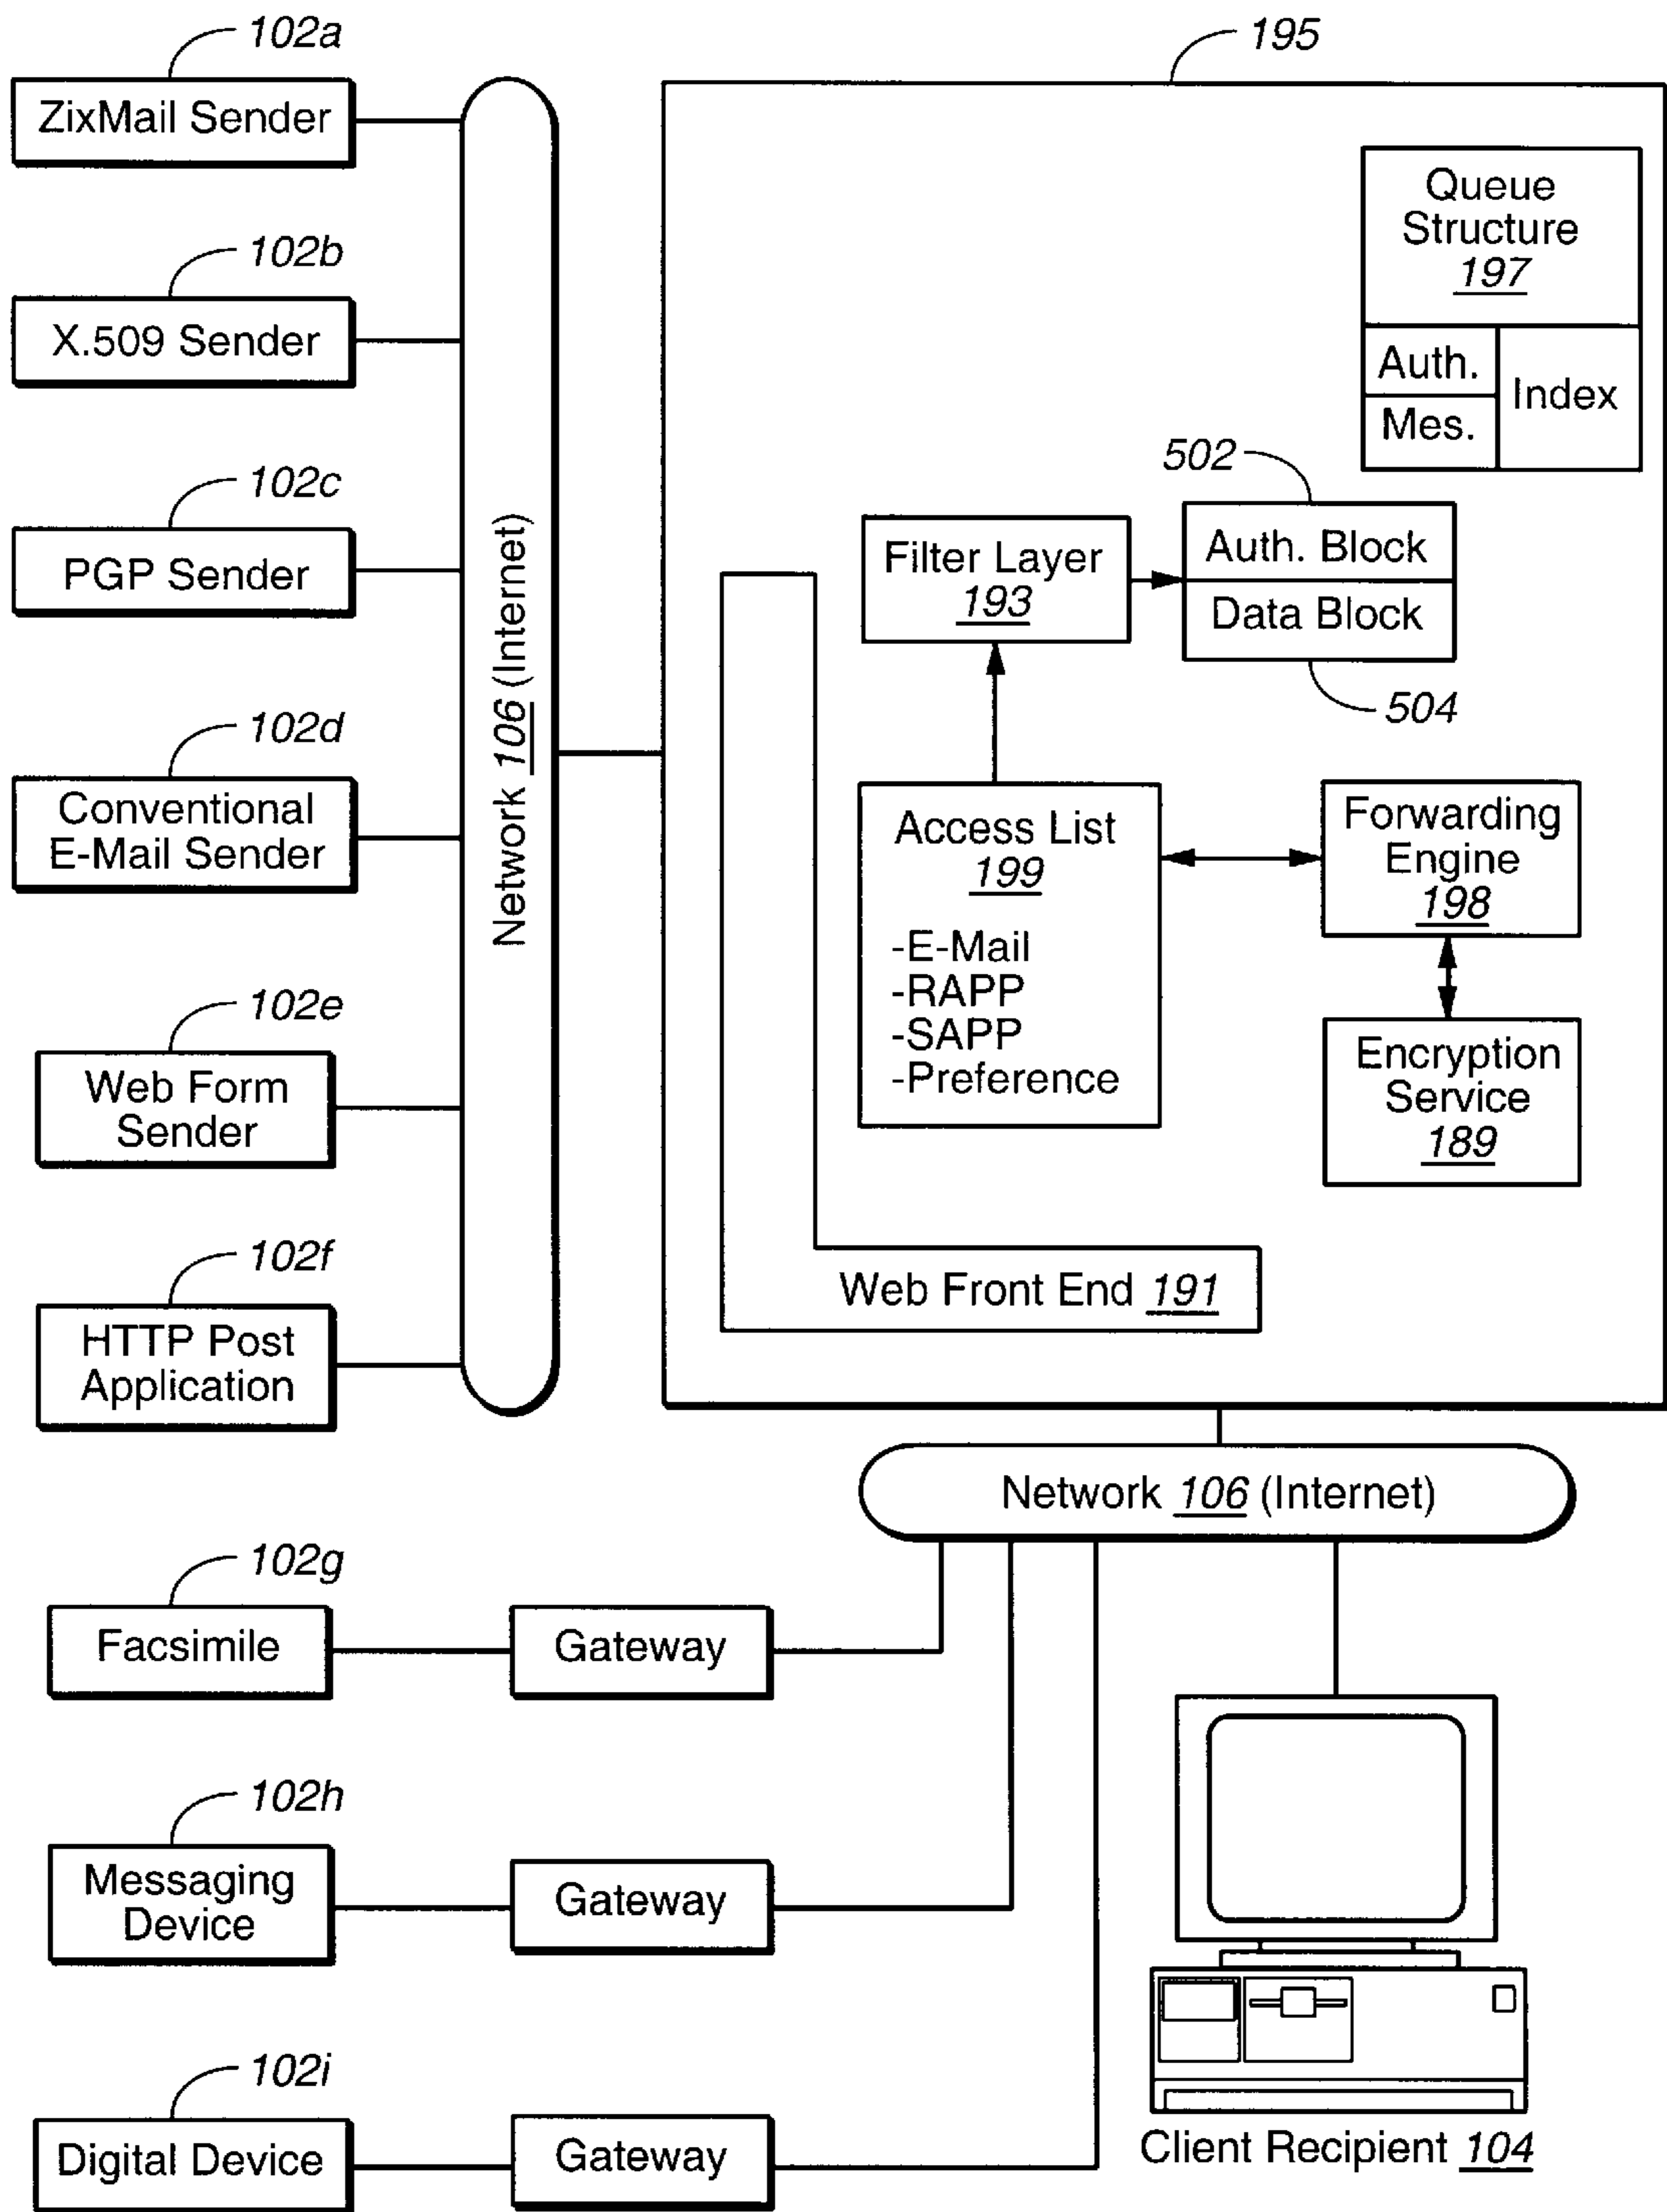 102a
ZixMail Sender
102b
X.509 Sender
102c
PGP Sender
102d
Conventional
E-Mail Sender
102e
Web Form
Sender
102f
HTTP Post
Application
Network 106 (Internet)
195
Queue
Structure
197
Auth.
Mes.
Index
502
Filter Layer
193
Auth. Block
Data Block
504
Access List
199
-E-Mail
-RAPP
-SAPP
-Preference
Forwarding
Engine
198
Encryption
Service
189
Web Front End 191
Network 106 (Internet)
102g
Facsimile
Gateway
102h
Messaging
Device
Gateway
102i
Digital Device
Gateway
Client Recipient 104